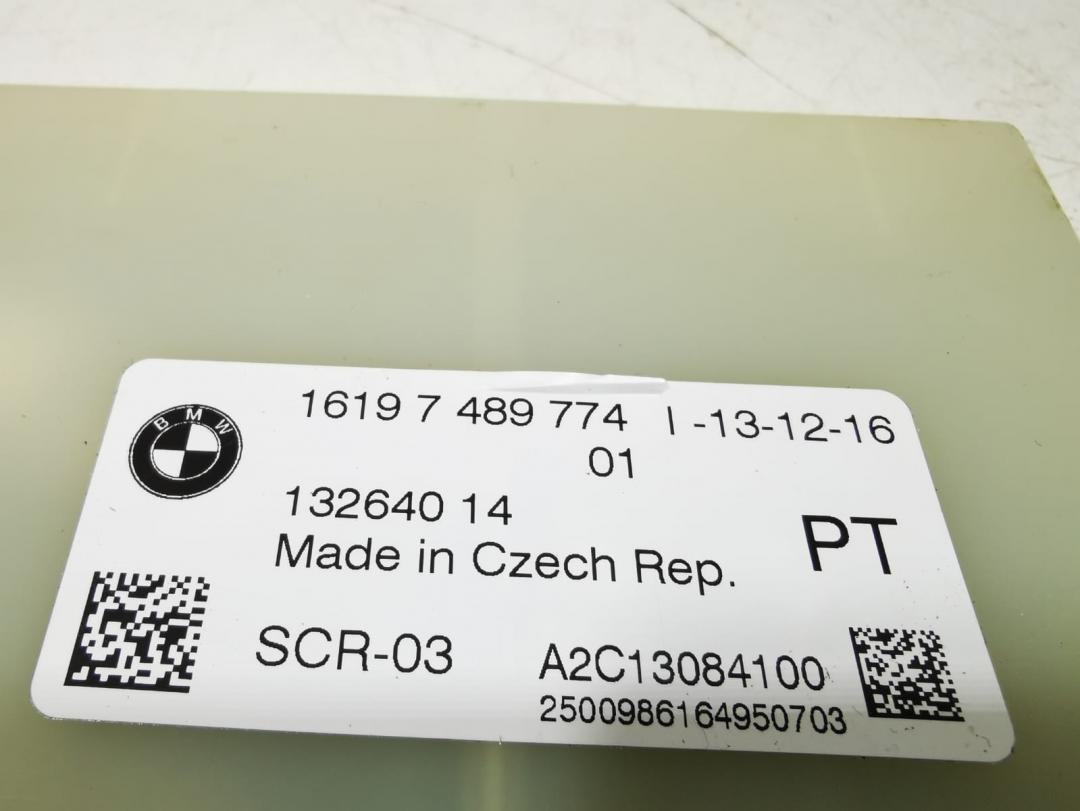 BMW
1619 7 489 774 I -13-12-16
01
132640 14
Made in Czech Rep.
PT
SCR-03
A2C13084100
2500986164950703